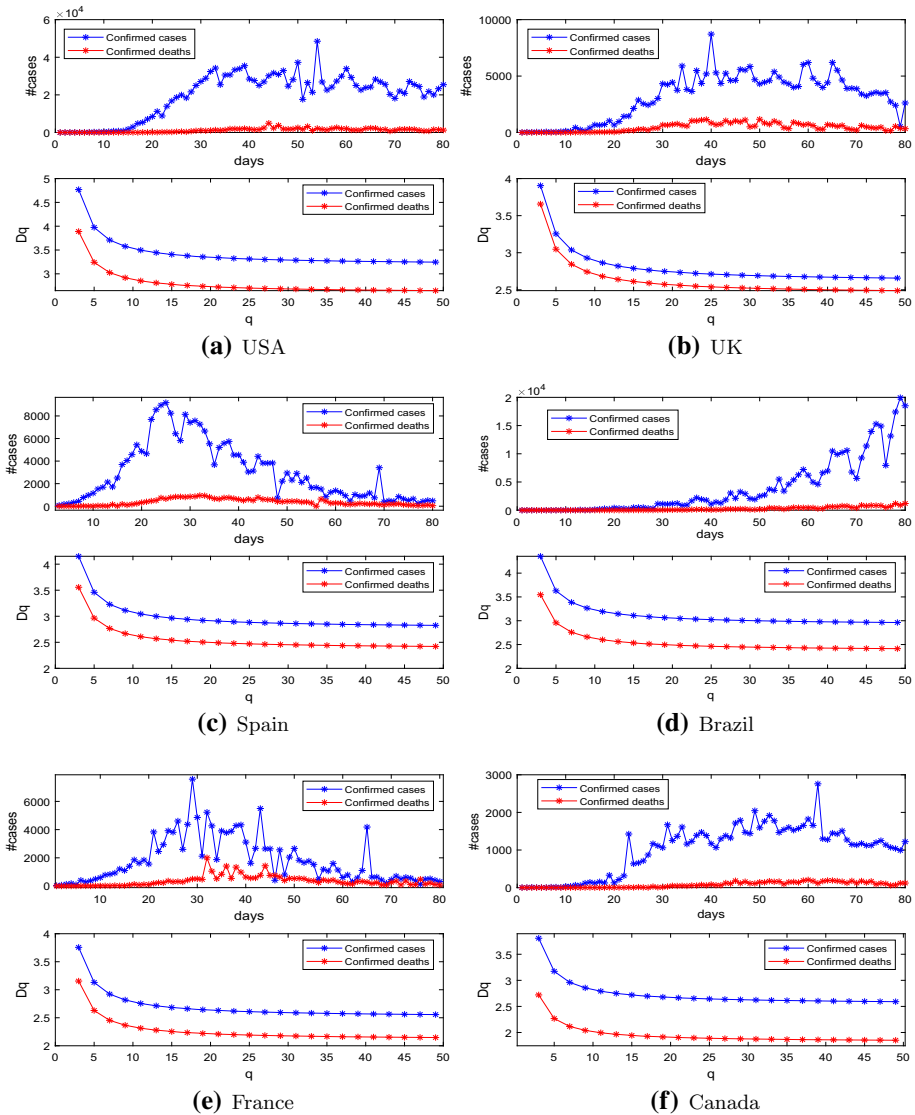 × 10⁴
6
4
2
0
#cases
Confirmed cases
Confirmed deaths
0 10 20 30 40 50 60 70 80
days
5
4.5
4
3.5
3
Dq
Confirmed cases
Confirmed deaths
0 5 10 15 20 25 30 35 40 45 50
q
(a) USA
10000
5000
0
#cases
Confirmed cases
Confirmed deaths
0 10 20 30 40 50 60 70 80
days
4
3.5
3
2.5
Dq
Confirmed cases
Confirmed deaths
0 5 10 15 20 25 30 35 40 45 50
q
(b) UK
8000
6000
4000
2000
0
#cases
Confirmed cases
Confirmed deaths
10 20 30 40 50 60 70 80
days
4
3.5
3
2.5
2
Dq
Confirmed cases
Confirmed deaths
0 5 10 15 20 25 30 35 40 45 50
q
(c) Spain
× 10⁴
2
1.5
1
0.5
0
#cases
Confirmed cases
Confirmed deaths
0 10 20 30 40 50 60 70 80
days
4
3.5
3
2.5
2
Dq
Confirmed cases
Confirmed deaths
0 5 10 15 20 25 30 35 40 45 50
q
(d) Brazil
6000
4000
2000
0
#cases
Confirmed cases
Confirmed deaths
10 20 30 40 50 60 70 80
days
4
3.5
3
2.5
2
Dq
Confirmed cases
Confirmed deaths
0 5 10 15 20 25 30 35 40 45 50
q
(e) France
3000
2000
1000
0
#cases
Confirmed cases
Confirmed deaths
0 10 20 30 40 50 60 70 80
days
3.5
3
2.5
2
Dq
Confirmed cases
Confirmed deaths
0 5 10 15 20 25 30 35 40 45 50
q
(f) Canada